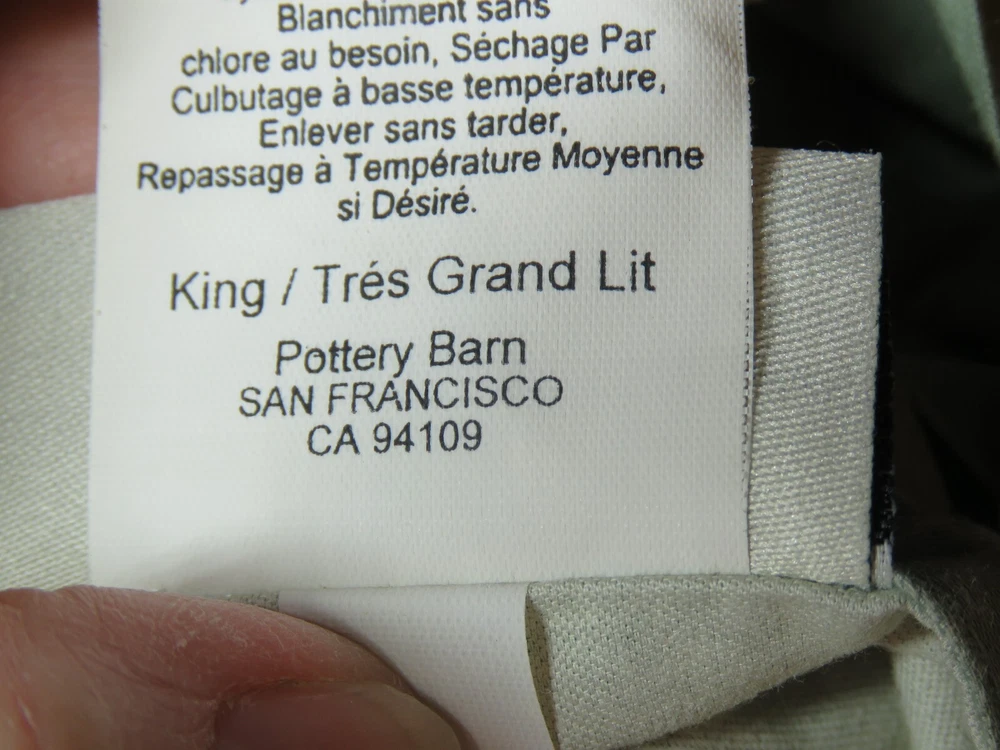 Blanchiment sans
chlore au besoin, Séchage Par
Culbutage à basse température,
Enlever sans tarder,
Repassage à Température Moyenne
si Désiré.
King / Trés Grand Lit
Pottery Barn
SAN FRANCISCO
CA 94109